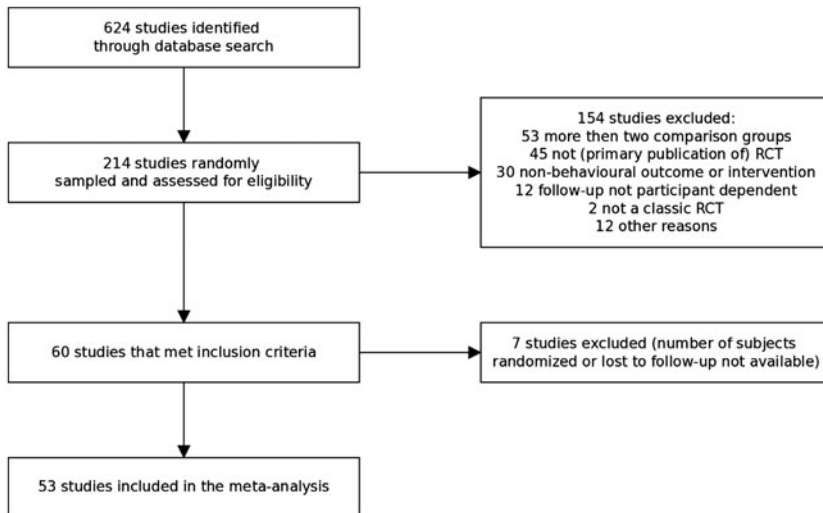 624 studies identified
through database search
154 studies excluded:
53 more then two comparison groups
45 not (primary publication of) RCT
30 non-behavioural outcome or intervention
12 follow-up not participant dependent
2 not a classic RCT
12 other reasons
214 studies randomly
sampled and assessed for eligibility
60 studies that met inclusion criteria
7 studies excluded (number of subjects
randomized or lost to follow-up not available)
53 studies included in the meta-analysis